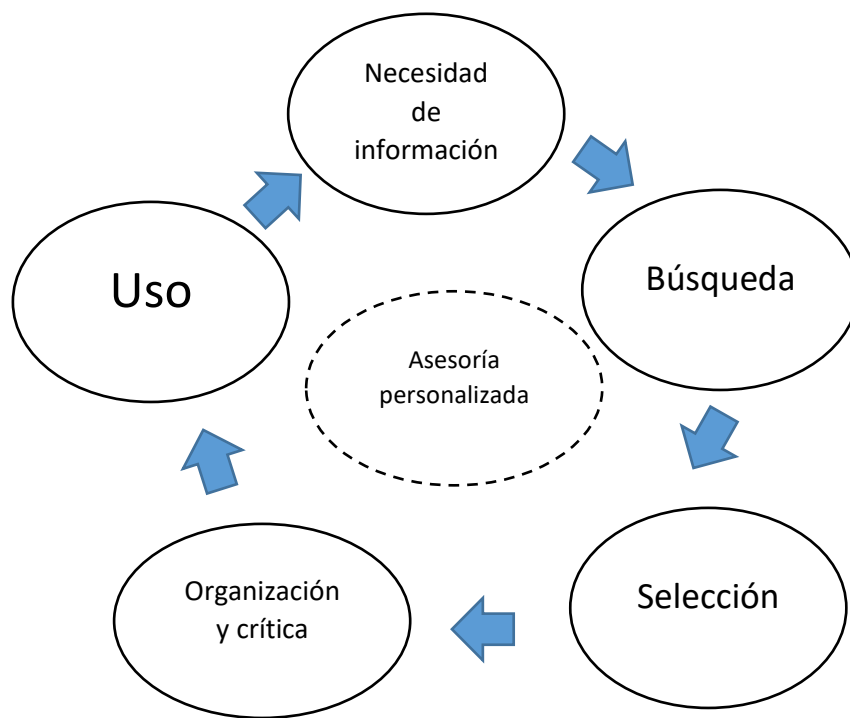 Necesidad
de
información
Búsqueda
Selección
Organización
y crítica
Uso
Asesoría
personalizada